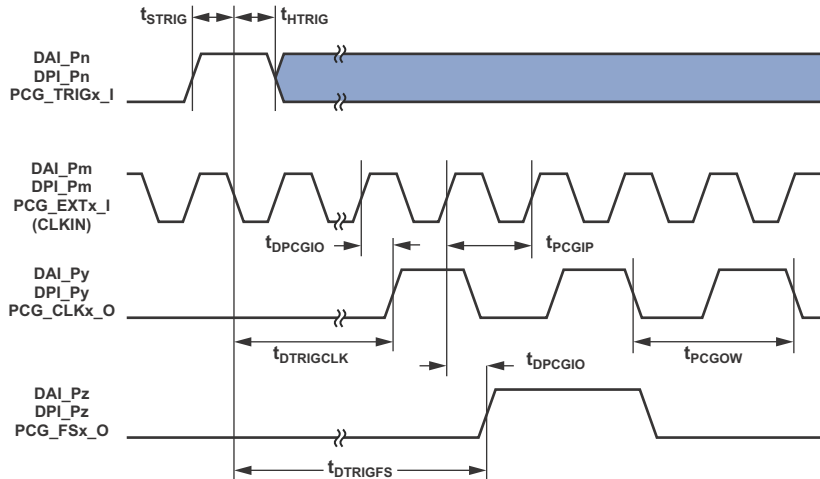 tSTRIG
tHTRIG
DAI_Pn
DPI_Pn
PCG_TRIGx_I
DAI_Pm
DPI_Pm
PCG_EXTx_I
(CLKIN)
tDPCGIO
tPCGIP
DAI_Py
DPI_Py
PCG_CLKx_O
tDTRIGCLK
tDPCGIO
tPCGOW
DAI_Pz
DPI_Pz
PCG_FSx_O
tDTRIGFS